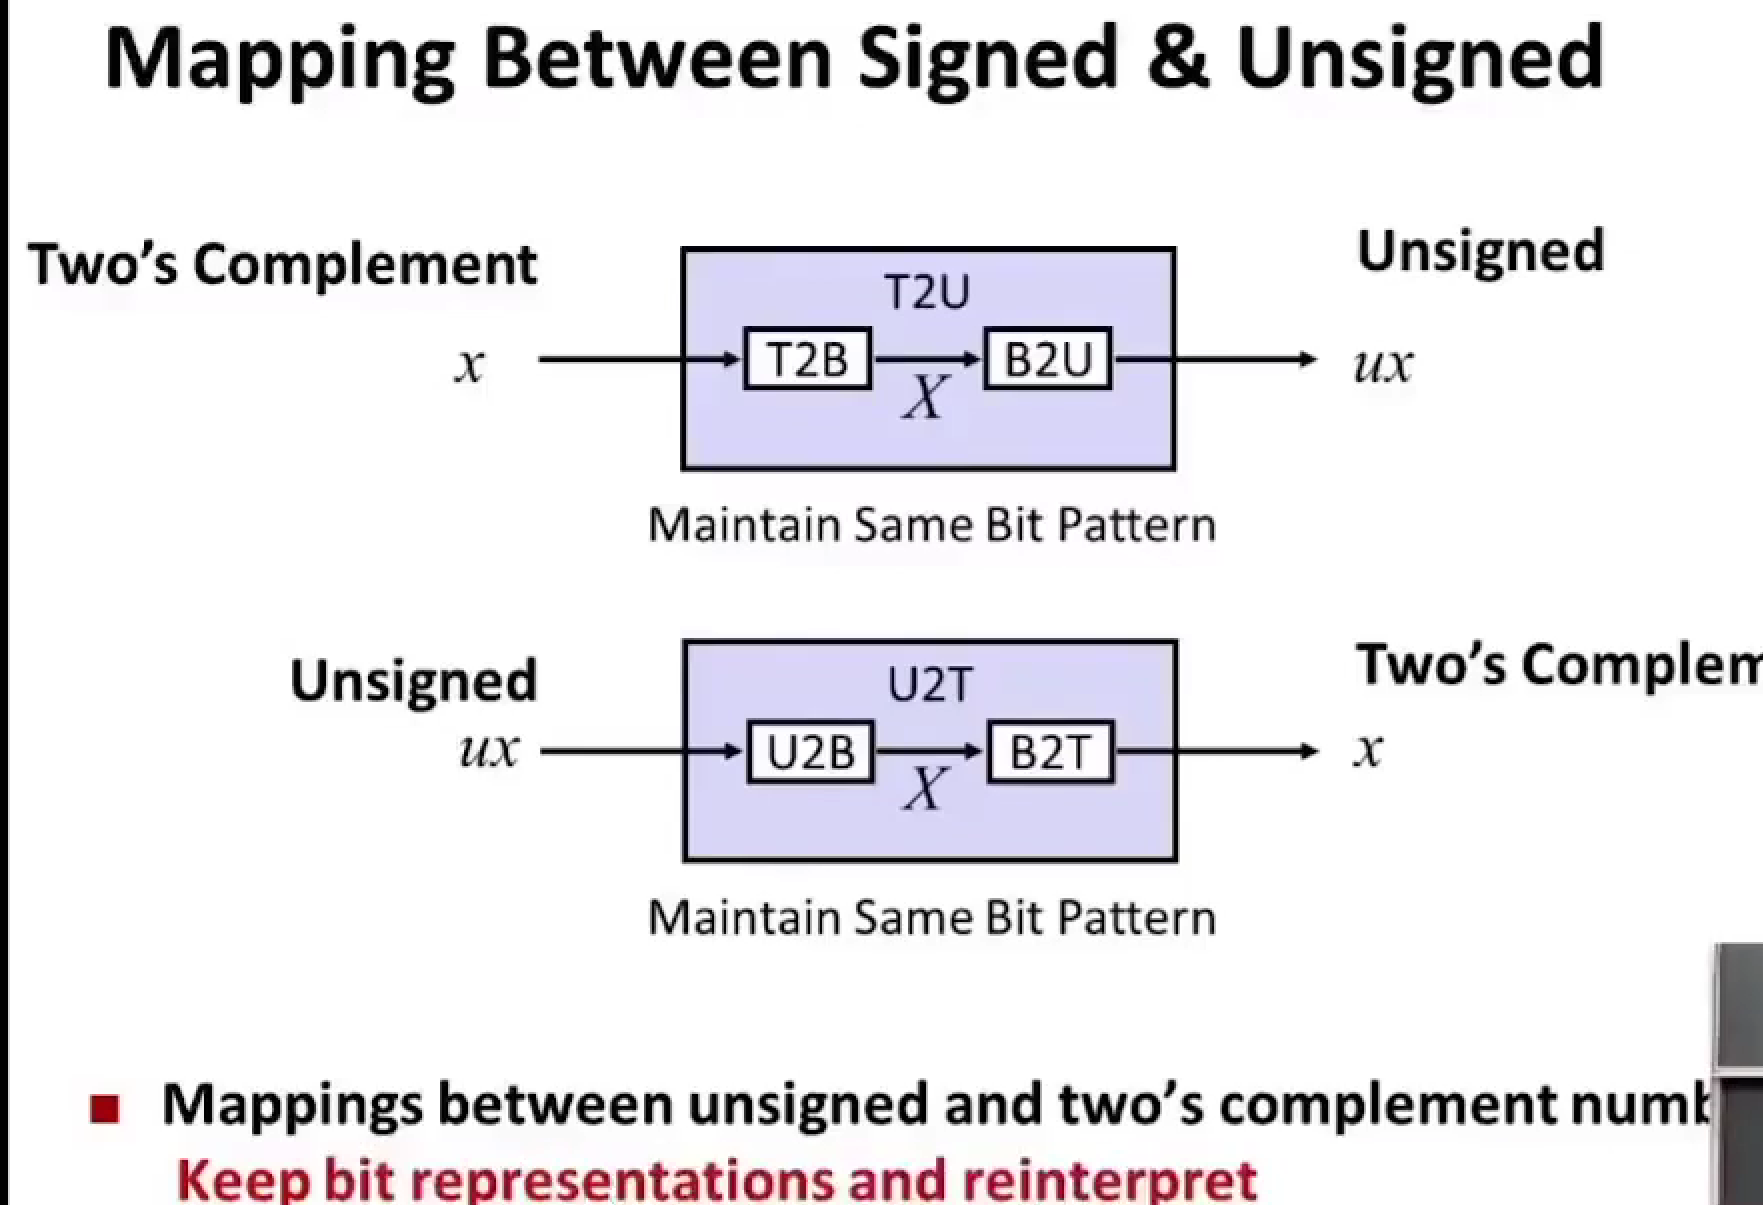 Mapping Between Signed & Unsigned
Two's Complement
Unsigned
T2U
x
T2B
X
B2U
ux
Maintain Same Bit Pattern
Unsigned
Two's Complem
U2T
ux
U2B
X
B2T
x
Maintain Same Bit Pattern
Mappings between unsigned and two's complement numb
Keep bit representations and reinterpret